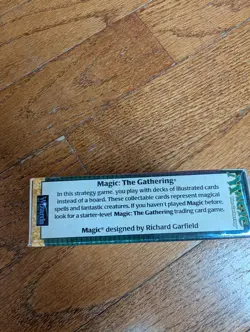 Magic: The Gathering®
In this strategy game, you play with decks of illustrated cards
instead of a board. These collectable cards represent magical
spells and fantastic creatures. If you haven't played Magic before,
look for a starter-level Magic: The Gathering trading card game.
Magic® designed by Richard Garfield